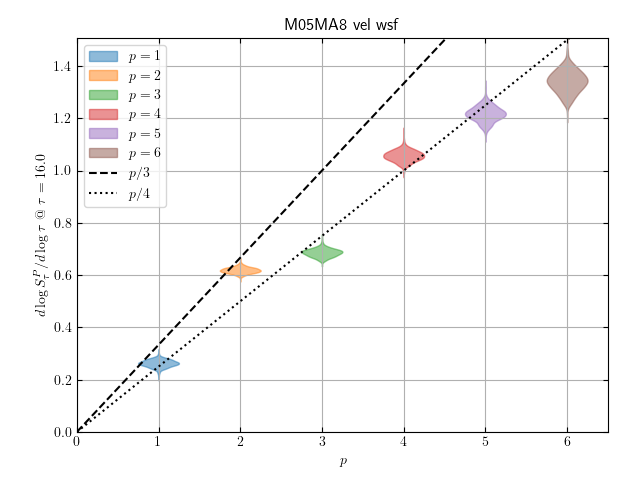 M05MA8 vel wsf
d log S_τ^P / d log τ @ τ = 16.0
1.4
1.2
1.0
0.8
0.6
0.4
0.2
0.0
p = 1
p = 2
p = 3
p = 4
p = 5
p = 6
p/3
p/4
0 1 2 3 4 5 6
p